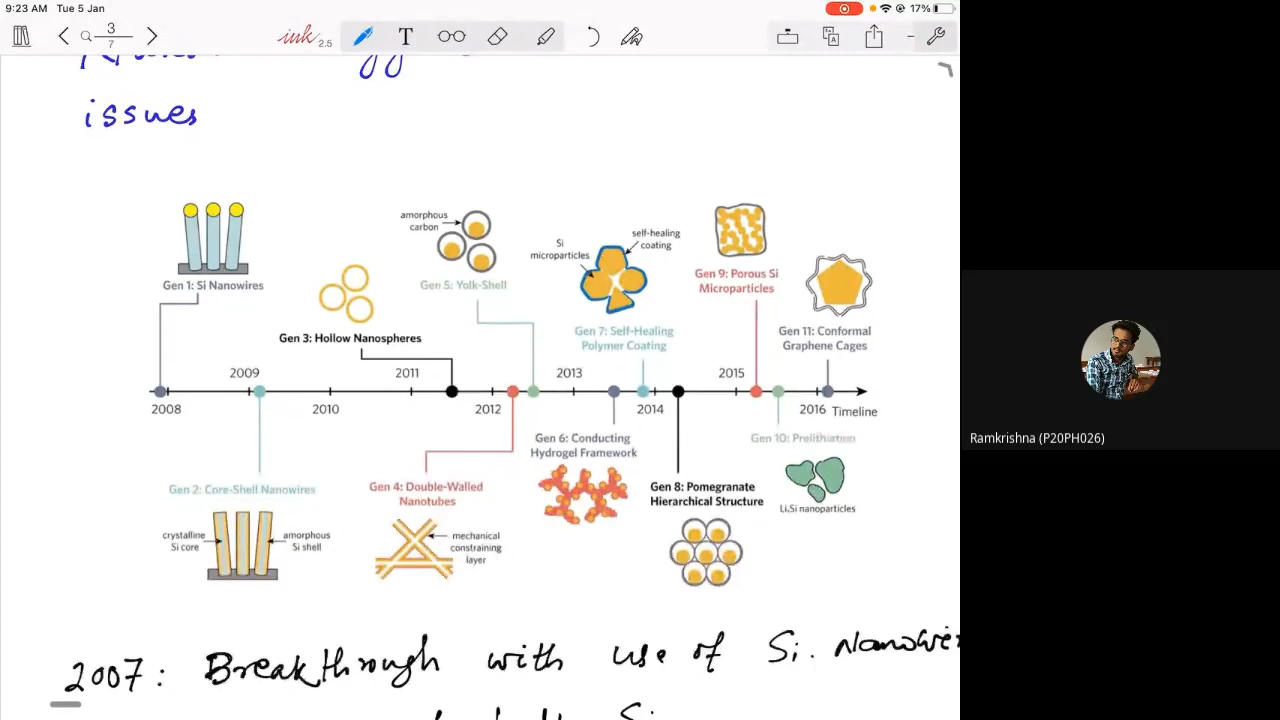 9:23 AM Tue 5 Jan
17%
3
7
ink 2.5
T
issues
amorphous
carbon
Si
microparticles
self-healing
coating
Gen 1: Si Nanowires
Gen 5: Yolk-Shell
Gen 9: Porous Si
Microparticles
Gen 3: Hollow Nanospheres
Gen 7: Self-Healing
Polymer Coating
Gen 11: Conformal
Graphene Cages
2009
2011
2013
2015
2008
2010
2012
2014
2016
Timeline
Gen 2: Core-Shell Nanowires
crystalline
Si core
amorphous
Si shell
Gen 4: Double-Walled
Nanotubes
mechanical
constraining
layer
Gen 6: Conducting
Hydrogel Framework
Gen 8: Pomegranate
Hierarchical Structure
Gen 10: Prelithiation
LixSi nanoparticles
2007: Breakthrough with use of Si. Nanowi
Si
Ramkrishna (P20PH026)